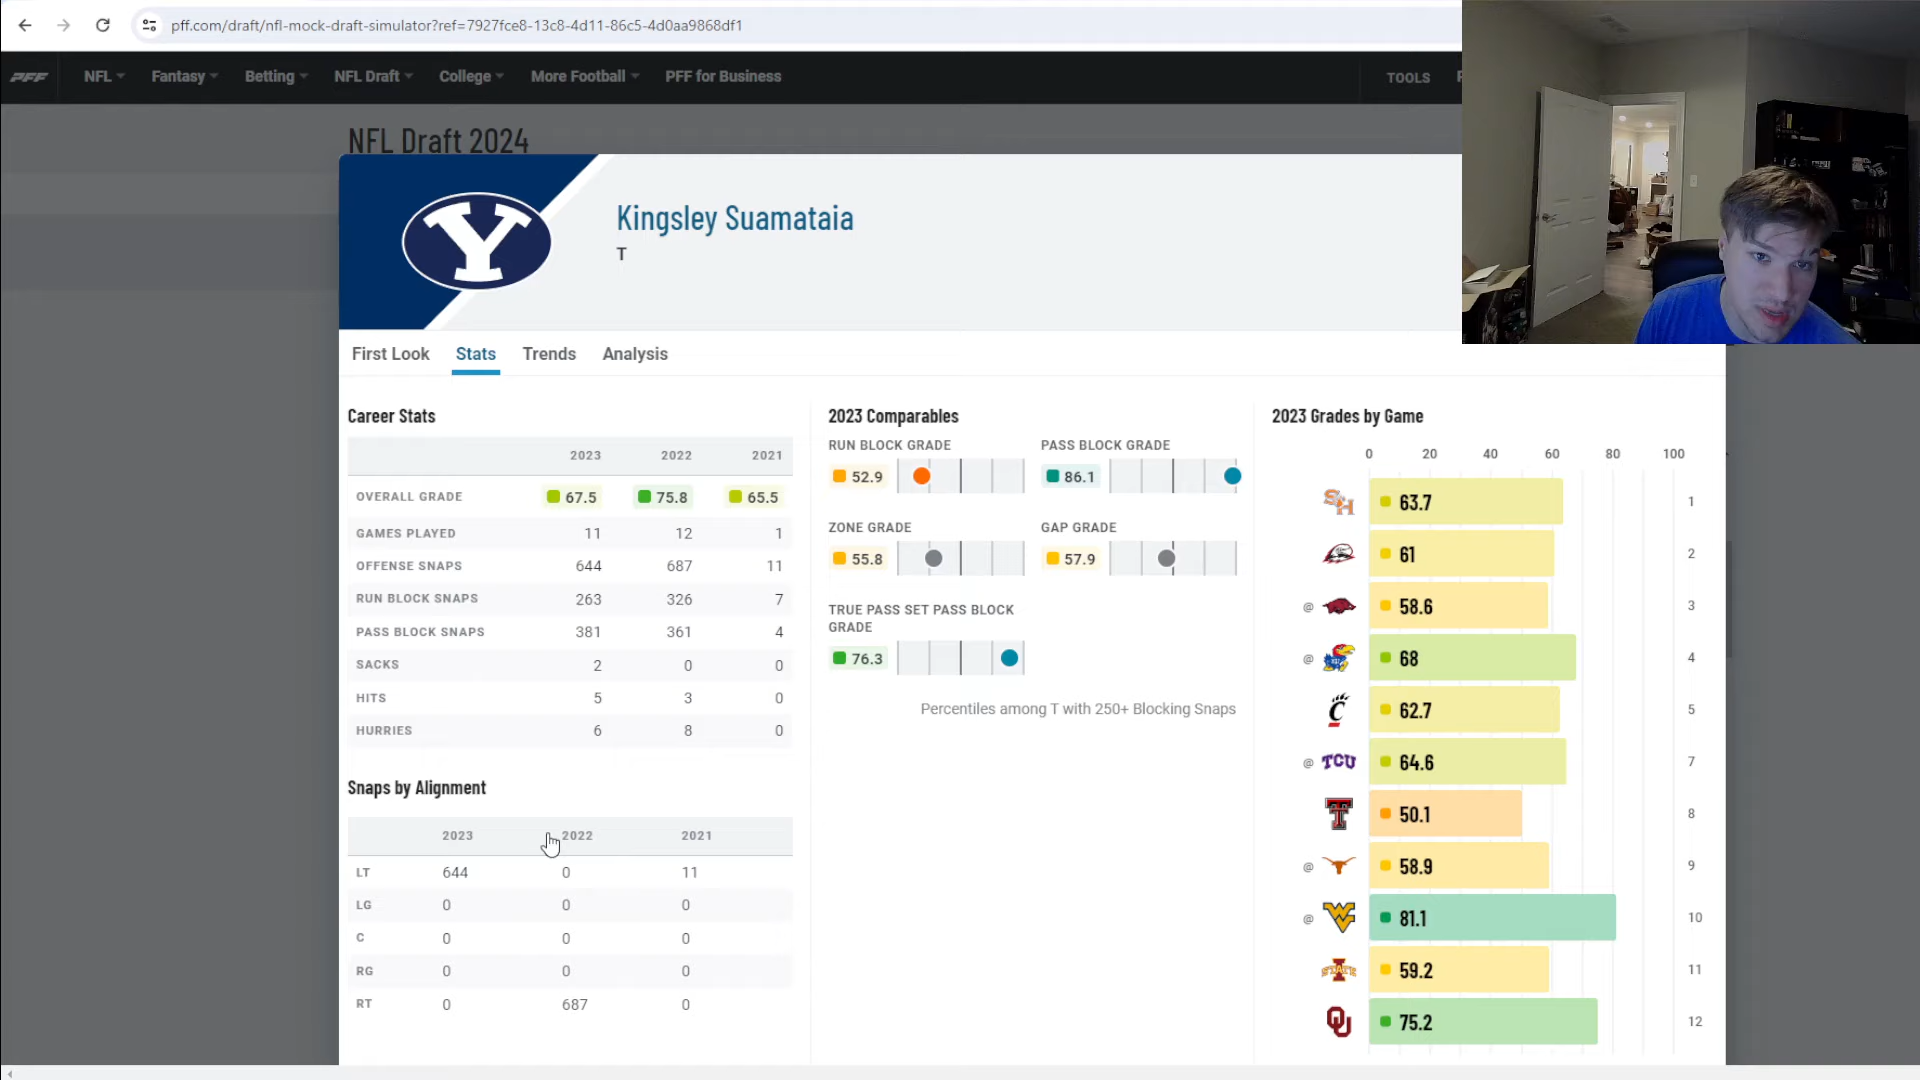 pff.com/draft/nfl-mock-draft-simulator?ref=7927fce8-13c8-4d11-86c5-4d0aa9868df1
PFF NFL Fantasy Betting NFL Draft College More Football PFF for Business TOOLS
NFL Draft 2024
Y
Kingsley Suamataia
T
First Look Stats Trends Analysis
Career Stats
2023 2022 2021
OVERALL GRADE 67.5 75.8 65.5
GAMES PLAYED 11 12 1
OFFENSE SNAPS 644 687 11
RUN BLOCK SNAPS 263 326 7
PASS BLOCK SNAPS 381 361 4
SACKS 2 0 0
HITS 5 3 0
HURRIES 6 8 0
Snaps by Alignment
2023 2022 2021
LT 644 0 11
LG 0 0 0
C 0 0 0
RG 0 0 0
RT 0 687 0
2023 Comparables
RUN BLOCK GRADE PASS BLOCK GRADE
52.9 86.1
ZONE GRADE GAP GRADE
55.8 57.9
TRUE PASS SET PASS BLOCK
GRADE
76.3
Percentiles among T with 250+ Blocking Snaps
2023 Grades by Game
0 20 40 60 80 100
63.7 1
61 2
@ 58.6 3
@ 68 4
C 62.7 5
@ TCU 64.6 7
T 50.1 8
@ 58.9 9
@ WV 81.1 10
STATE 59.2 11
OU 75.2 12